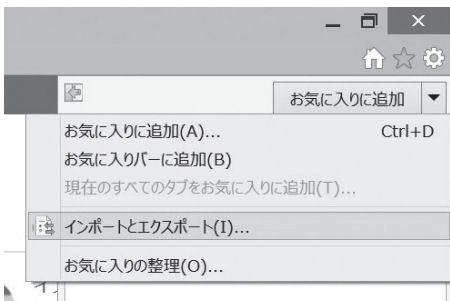 お気に入りに追加
お気に入りに追加(A)... Ctrl+D
お気に入りバーに追加(B)
現在のすべてのタブをお気に入りに追加(T)...
インポートとエクスポート(I)...
お気に入りの整理(O)...